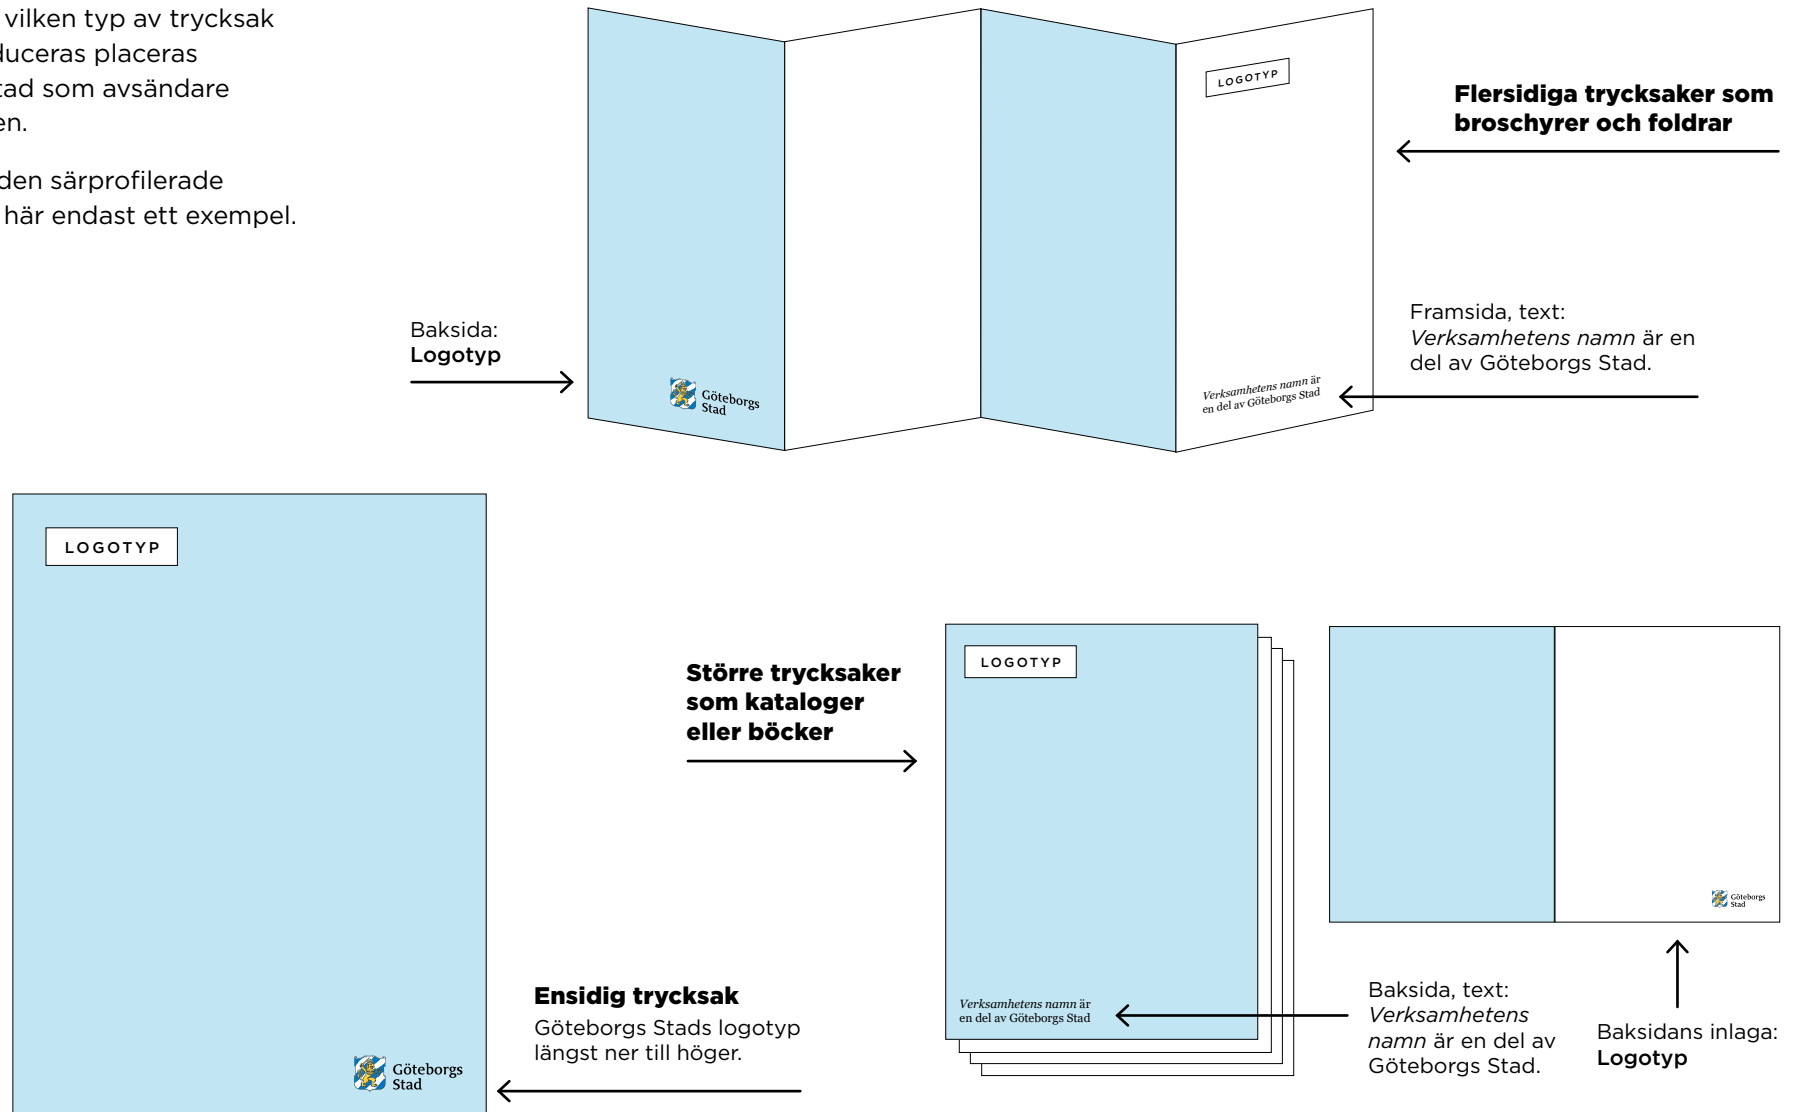 vilken typ av trycksak
duceras placeras
tad som avsändare
en.
den särprofilerade
här endast ett exempel.
LOGOTYP
Flersidiga trycksaker som
broschyrer och foldrar
Baksida:
Logotyp
Göteborgs
Stad
Verksamhetens namn är
en del av Göteborgs Stad
Framsida, text:
Verksamhetens namn är en
del av Göteborgs Stad.
LOGOTYP
Göteborgs
Stad
Ensidig trycksak
Göteborgs Stads logotyp
längst ner till höger.
Större trycksaker
som kataloger
eller böcker
LOGOTYP
Verksamhetens namn är
en del av Göteborgs Stad
Baksida, text:
Verksamhetens
namn är en del av
Göteborgs Stad.
Göteborgs
Stad
Baksidans inlaga:
Logotyp